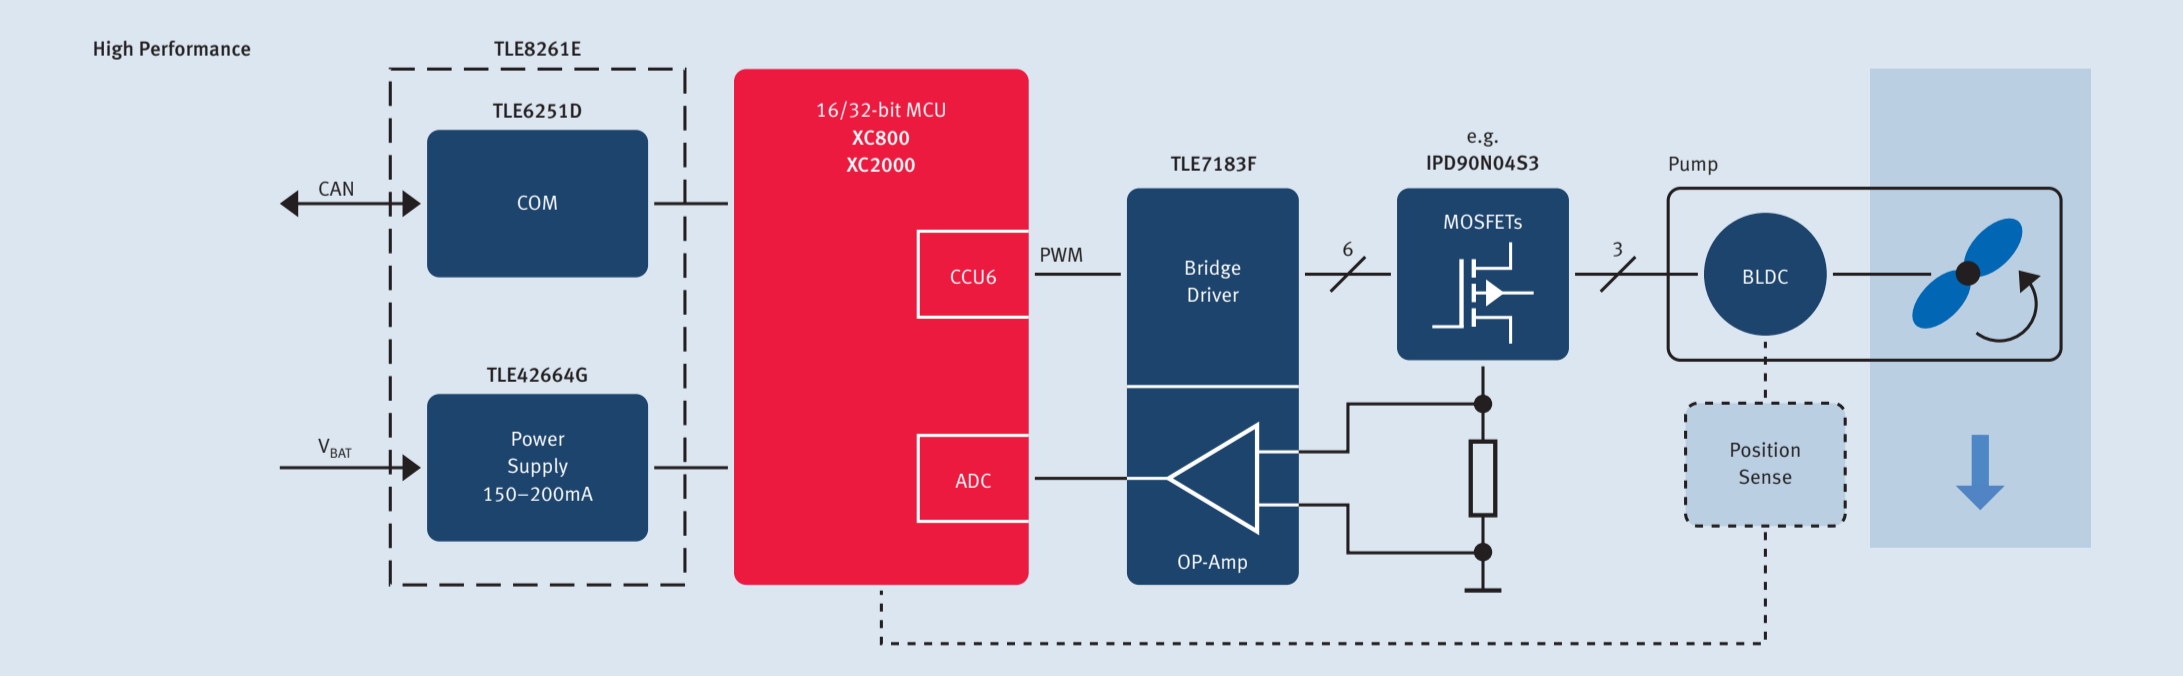 High Performance
TLE8261E
TLE6251D
COM
CAN
TLE42664G
Power
Supply
150–200mA
VBAT
16/32-bit MCU
XC800
XC2000
CCU6
ADC
PWM
TLE7183F
Bridge
Driver
OP-Amp
6
e.g.
IPD90N04S3
MOSFETs
3
Pump
BLDC
Position
Sense